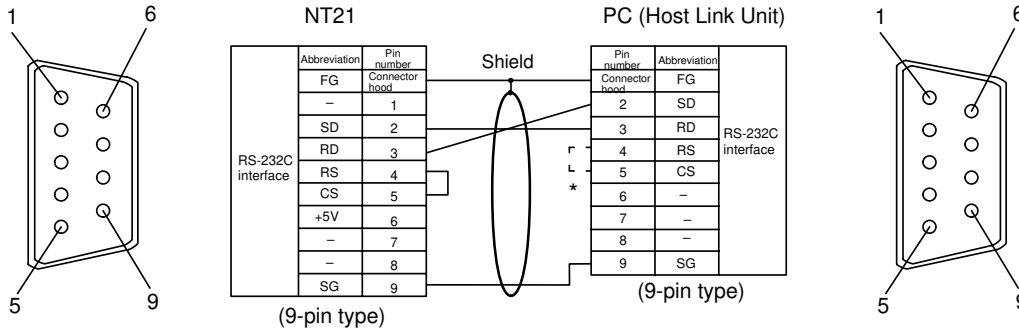 NT21
PC (Host Link Unit)
1
6
5
9
Abbreviation
Pin number
FG
Connector hood
–
1
SD
2
RD
3
RS
4
CS
5
+5V
6
–
7
–
8
SG
9
RS-232C
interface
(9-pin type)
Shield
Pin number
Abbreviation
Connector hood
FG
2
SD
3
RD
4
RS
5
CS
6
–
7
–
8
–
9
SG
RS-232C
interface
*
(9-pin type)
1
6
5
9